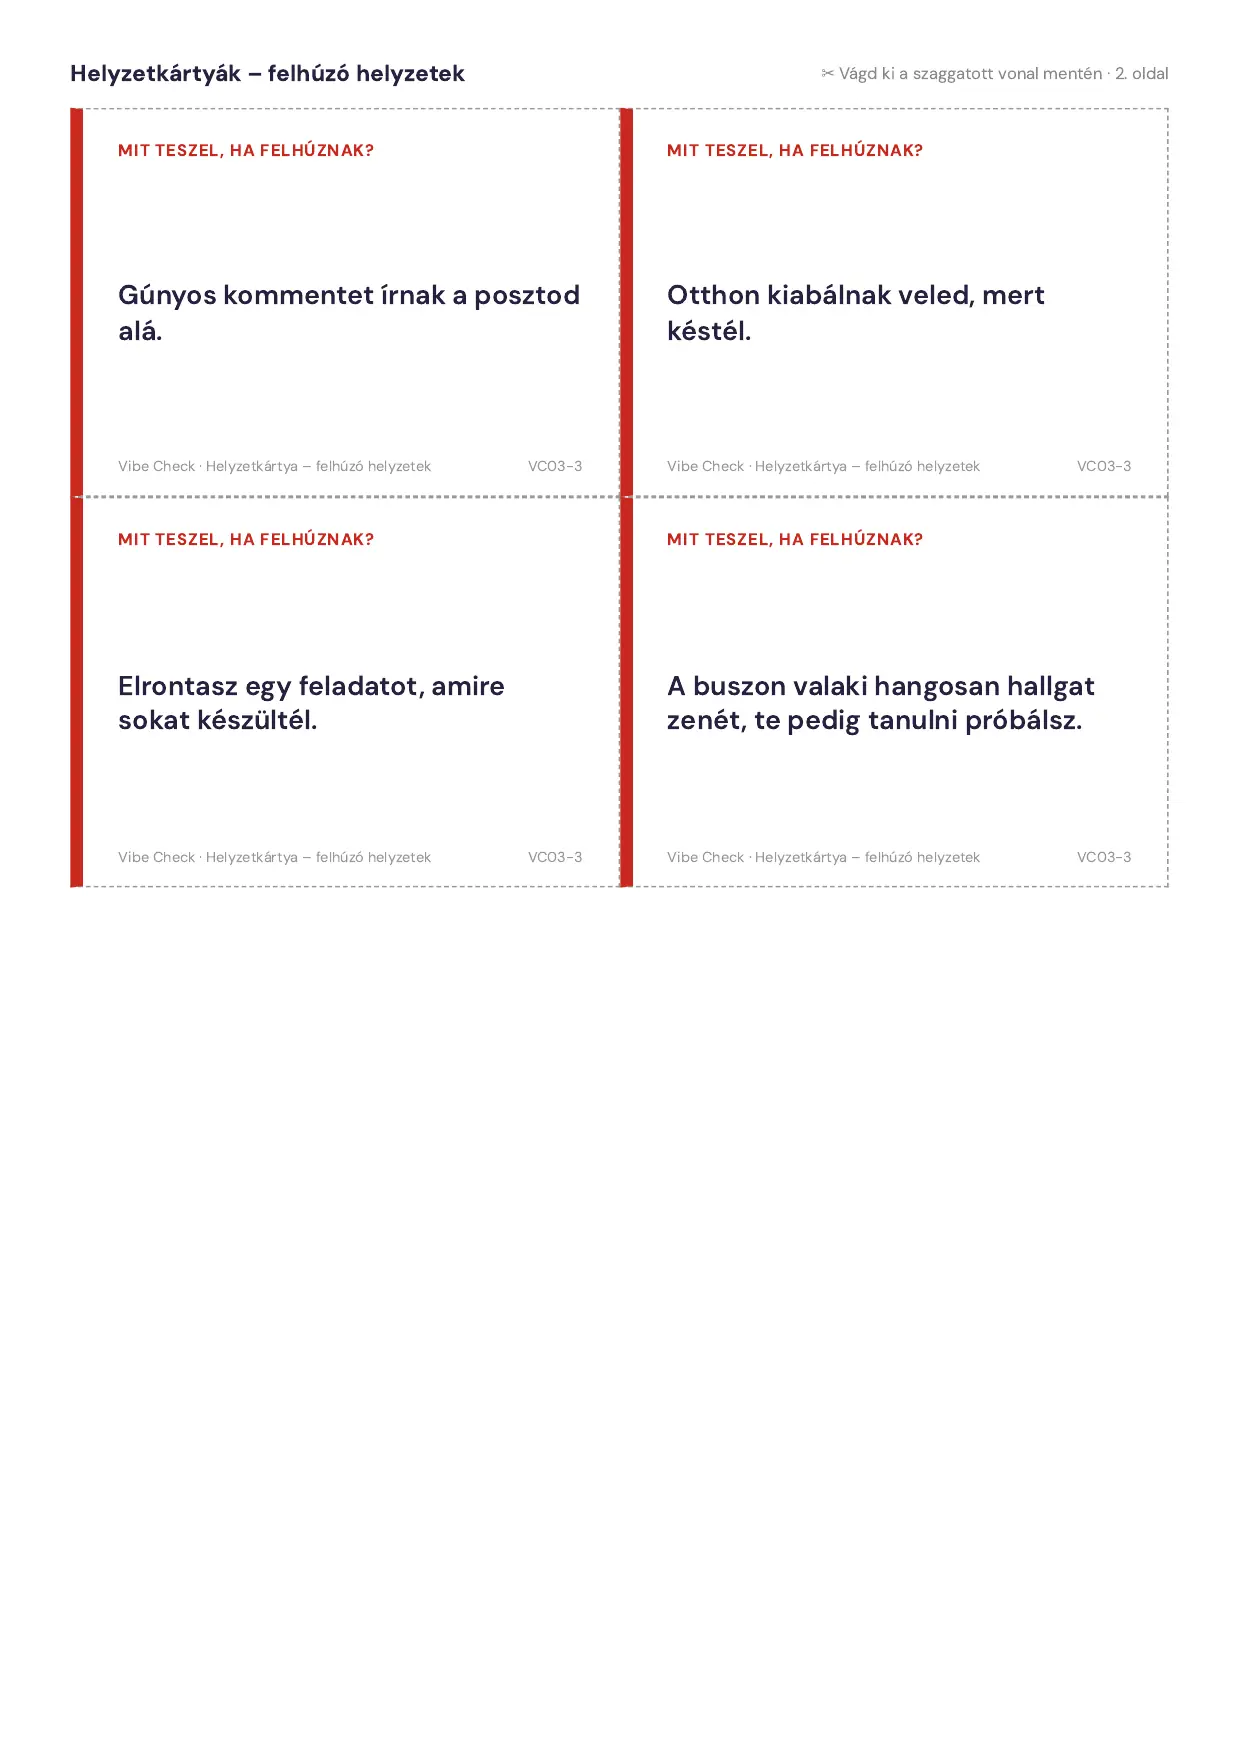 Helyzetkártyák – felhúzó helyzetek
✂ Vágd ki a szaggatott vonal mentén · 2. oldal
MIT TESZEL, HA FELHÚZNAK?
Gúnyos kommentet írnak a posztod
alá.
Vibe Check · Helyzetkártya – felhúzó helyzetek VC03-3
MIT TESZEL, HA FELHÚZNAK?
Otthon kiabálnak veled, mert
késtél.
Vibe Check · Helyzetkártya – felhúzó helyzetek VC03-3
MIT TESZEL, HA FELHÚZNAK?
Elrontasz egy feladatot, amire
sokat készültél.
Vibe Check · Helyzetkártya – felhúzó helyzetek VC03-3
MIT TESZEL, HA FELHÚZNAK?
A buszon valaki hangosan hallgat
zenét, te pedig tanulni próbálsz.
Vibe Check · Helyzetkártya – felhúzó helyzetek VC03-3